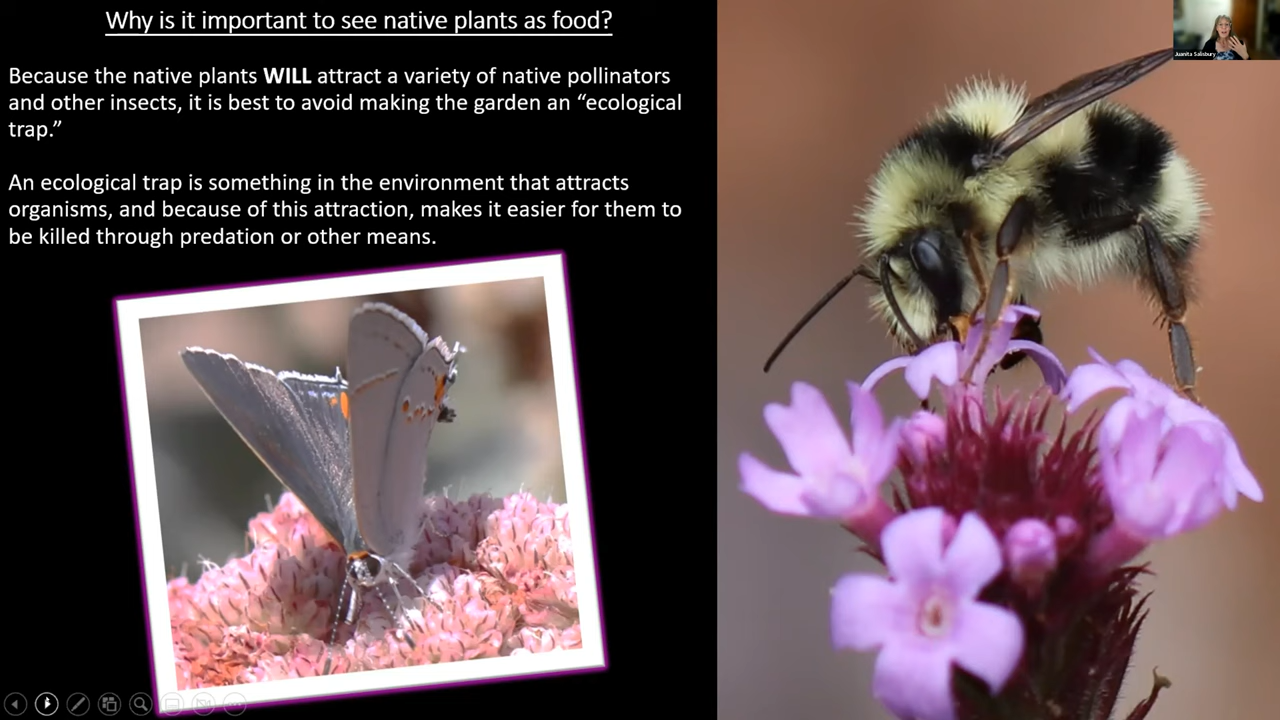 Why is it important to see native plants as food?
Because the native plants WILL attract a variety of native pollinators
and other insects, it is best to avoid making the garden an “ecological
trap.”
An ecological trap is something in the environment that attracts
organisms, and because of this attraction, makes it easier for them to
be killed through predation or other means.
Juanita Salisbury